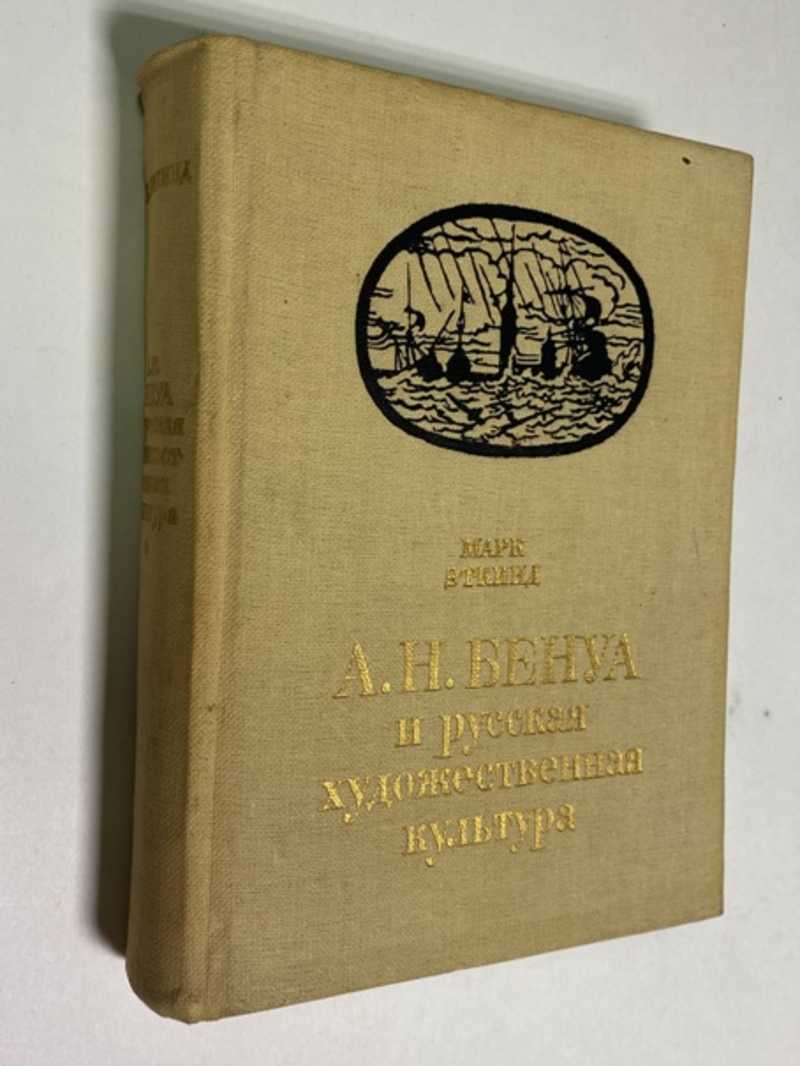 МАРК
ЭТКИНД
А.Н.БЕНУА
и русская
художественная
культура